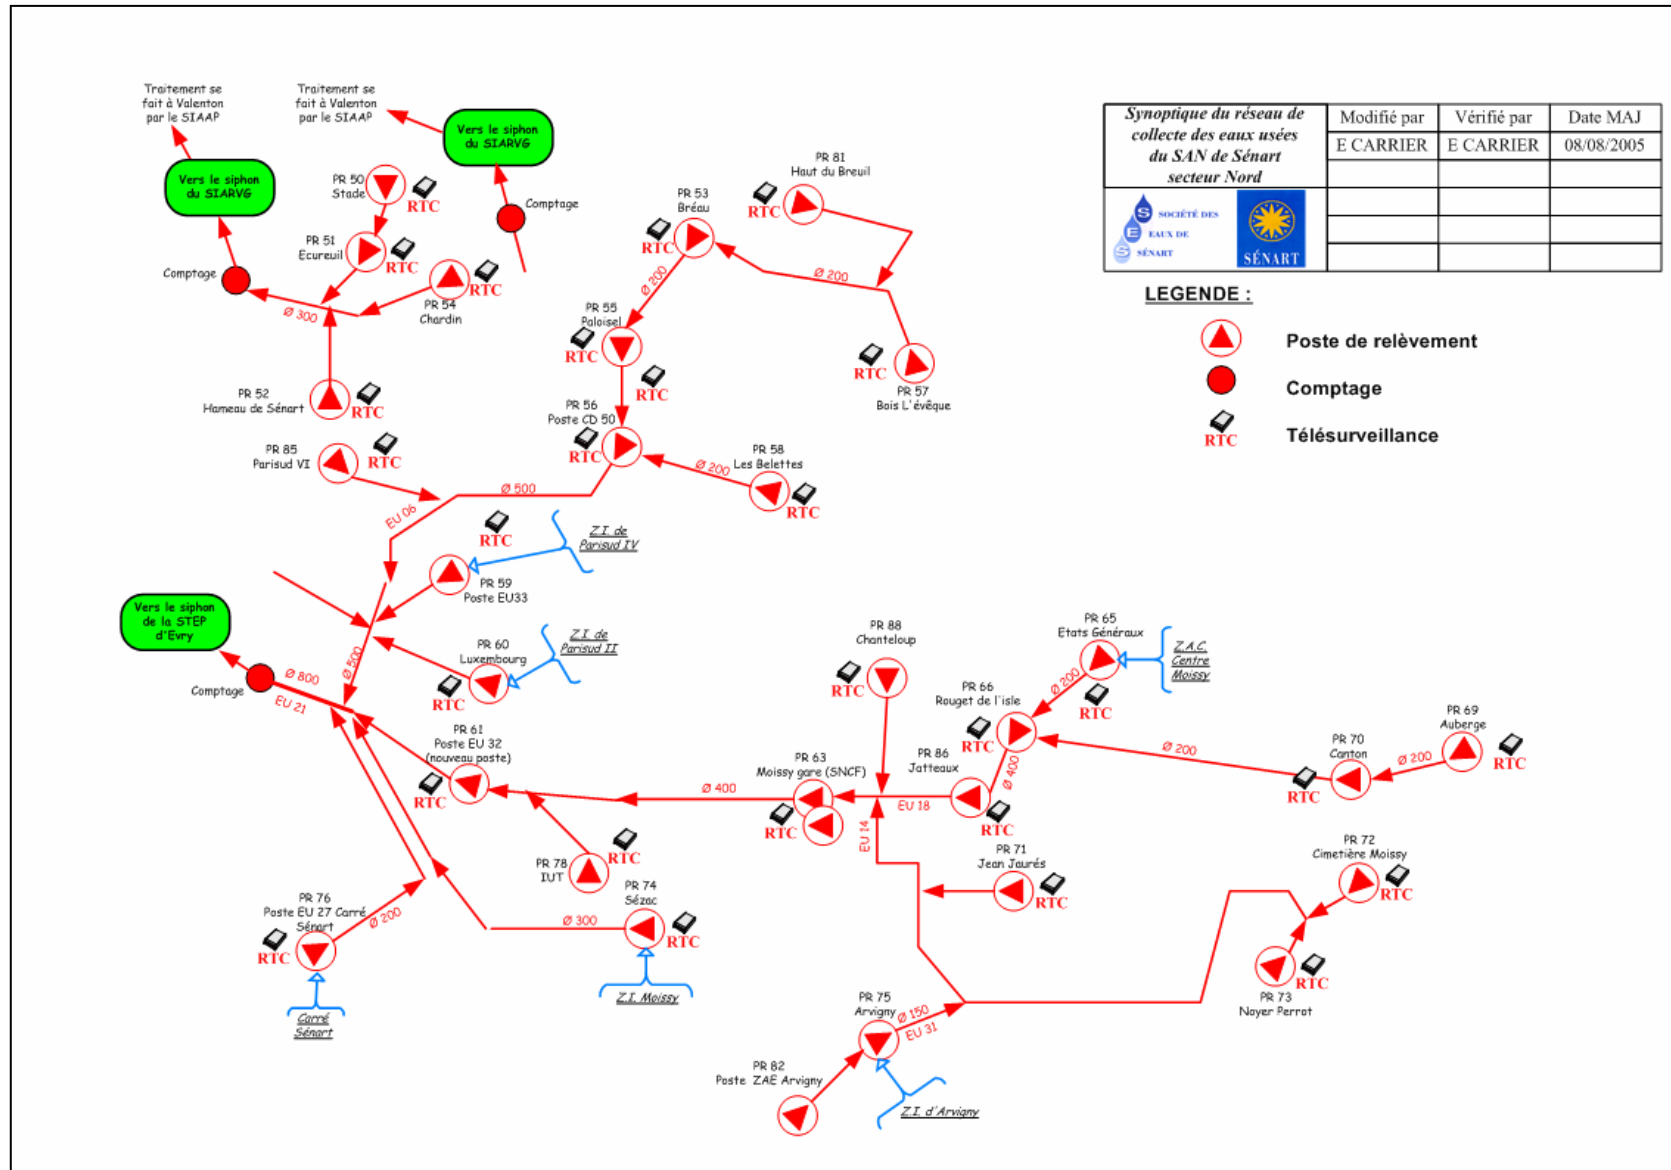 Traitement se
fait à Valenton
par le SIAAP
Traitement se
fait à Valenton
par le SIAAP
Vers le siphon
du SIARVG
Vers le siphon
du SIARVG
Comptage
Comptage
PR 50
Stade
RTC
PR 51
Ecureuil
RTC
PR 54
Chardin
RTC
Ø 300
PR 52
Hameau de Sénart
RTC
PR 53
Bréau
RTC
PR 81
Haut du Breuil
RTC
Ø 200
Ø 200
PR 55
Paloisel
RTC
RTC
PR 57
Bois L'évêque
RTC
PR 56
Poste CD 50
RTC
PR 58
Les Belettes
RTC
Ø 200
PR 85
Parisud VI
RTC
Ø 500
EU 06
RTC
Z.I. de
Parisud IV
PR 59
Poste EU33
Vers le siphon
de la STEP
d'Evry
Comptage
Ø 800
EU 21
Ø 500
PR 60
Luxembourg
RTC
Z.I. de
Parisud II
PR 61
Poste EU 32
(nouveau poste)
RTC
PR 63
Moissy gare (SNCF)
RTC
Ø 400
PR 88
Chanteloup
RTC
PR 86
Jatteaux
RTC
EU 18
EU 14
Ø 400
PR 66
Rouget de l'isle
RTC
PR 65
Etats Généraux
RTC
Ø 200
Z.A.C.
Centre
Moissy
PR 70
Canton
RTC
Ø 200
PR 69
Auberge
RTC
Ø 200
PR 78
IUT
RTC
PR 74
Sézac
RTC
Ø 300
Z.I. Moissy
PR 76
Poste EU 27 Carré
Sénart
RTC
Ø 200
Carré
Sénart
PR 71
Jean Jaurés
RTC
PR 72
Cimetière Moissy
RTC
PR 73
Noyer Perrot
RTC
PR 75
Arvigny
Ø 150
EU 31
PR 82
Poste ZAE Arvigny
Z.I. d'Arvigny
Synoptique du réseau de
collecte des eaux usées
du SAN de Sénart
secteur Nord
Modifié par
Vérifié par
Date MAJ
E CARRIER
E CARRIER
08/08/2005
S
E
S
SOCIÉTÉ DES
EAUX DE
SÉNART
SÉNART
LEGENDE :
Poste de relèvement
Comptage
RTC
Télésurveillance